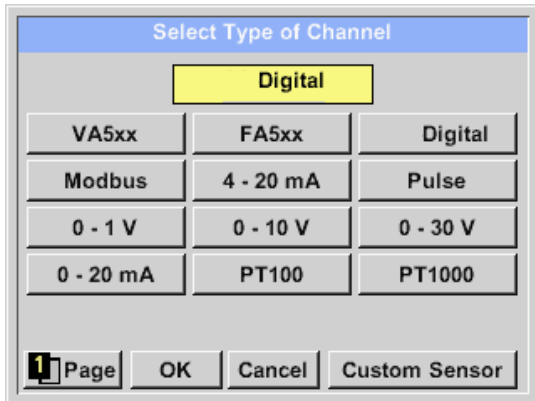 Select Type of Channel
Digital
VA5xx FA5xx Digital
Modbus 4 - 20 mA Pulse
0 - 1 V 0 - 10 V 0 - 30 V
0 - 20 mA PT100 PT1000
1 Page OK Cancel Custom Sensor